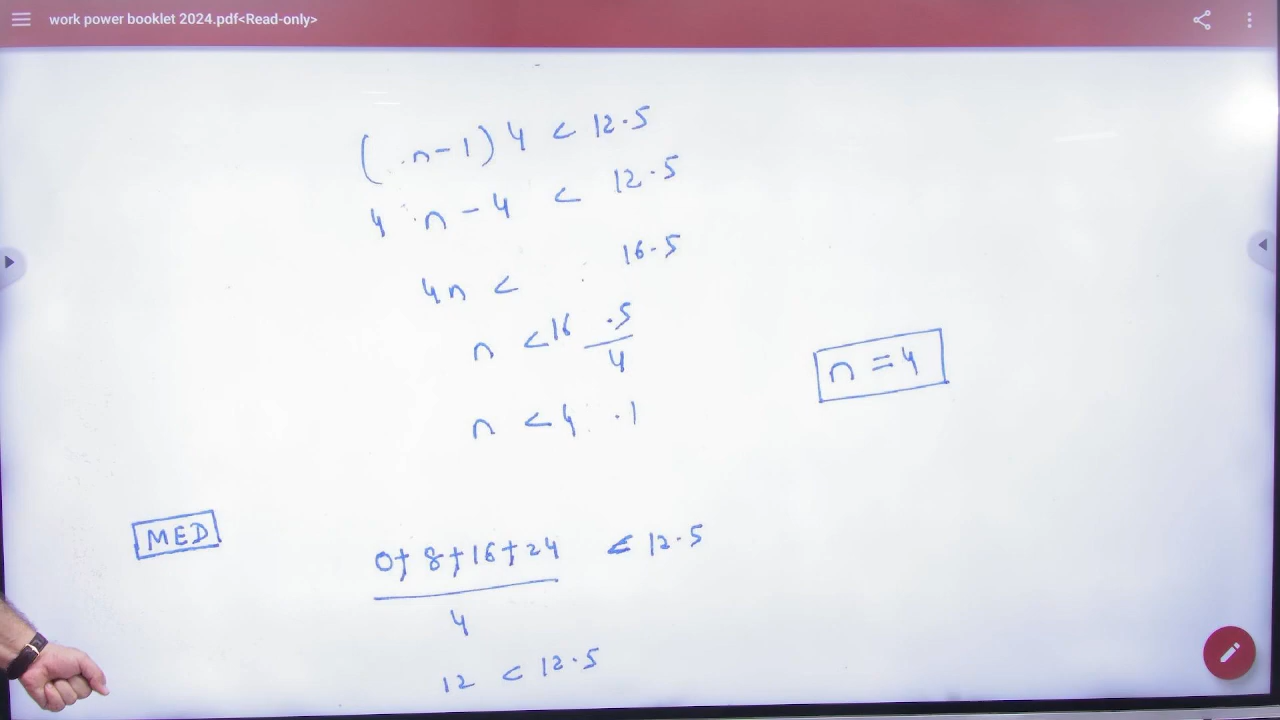 work power booklet 2024.pdf<Read-only>
(n-1) 4 < 12.5
4 n - 4 < 12.5
4n < 16.5
n < 16.5/4
n < 4.1
n = 4
MED
0+8+16+24 < 12.5
4
12 < 12.5